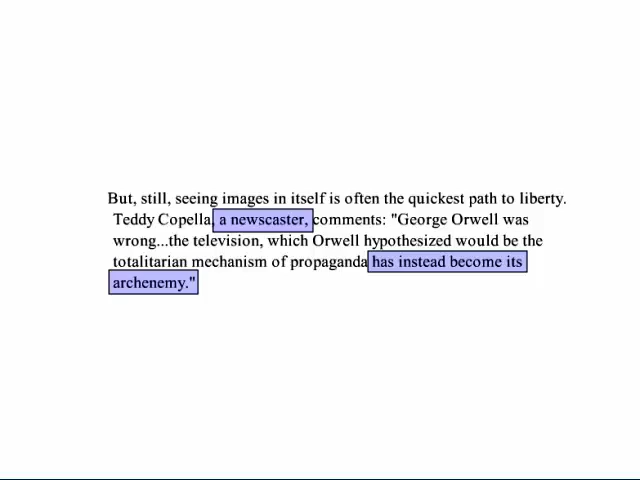 But, still, seeing images in itself is often the quickest path to liberty.
Teddy Copella, a newscaster, comments: "George Orwell was
wrong...the television, which Orwell hypothesized would be the
totalitarian mechanism of propaganda has instead become its
archenemy."